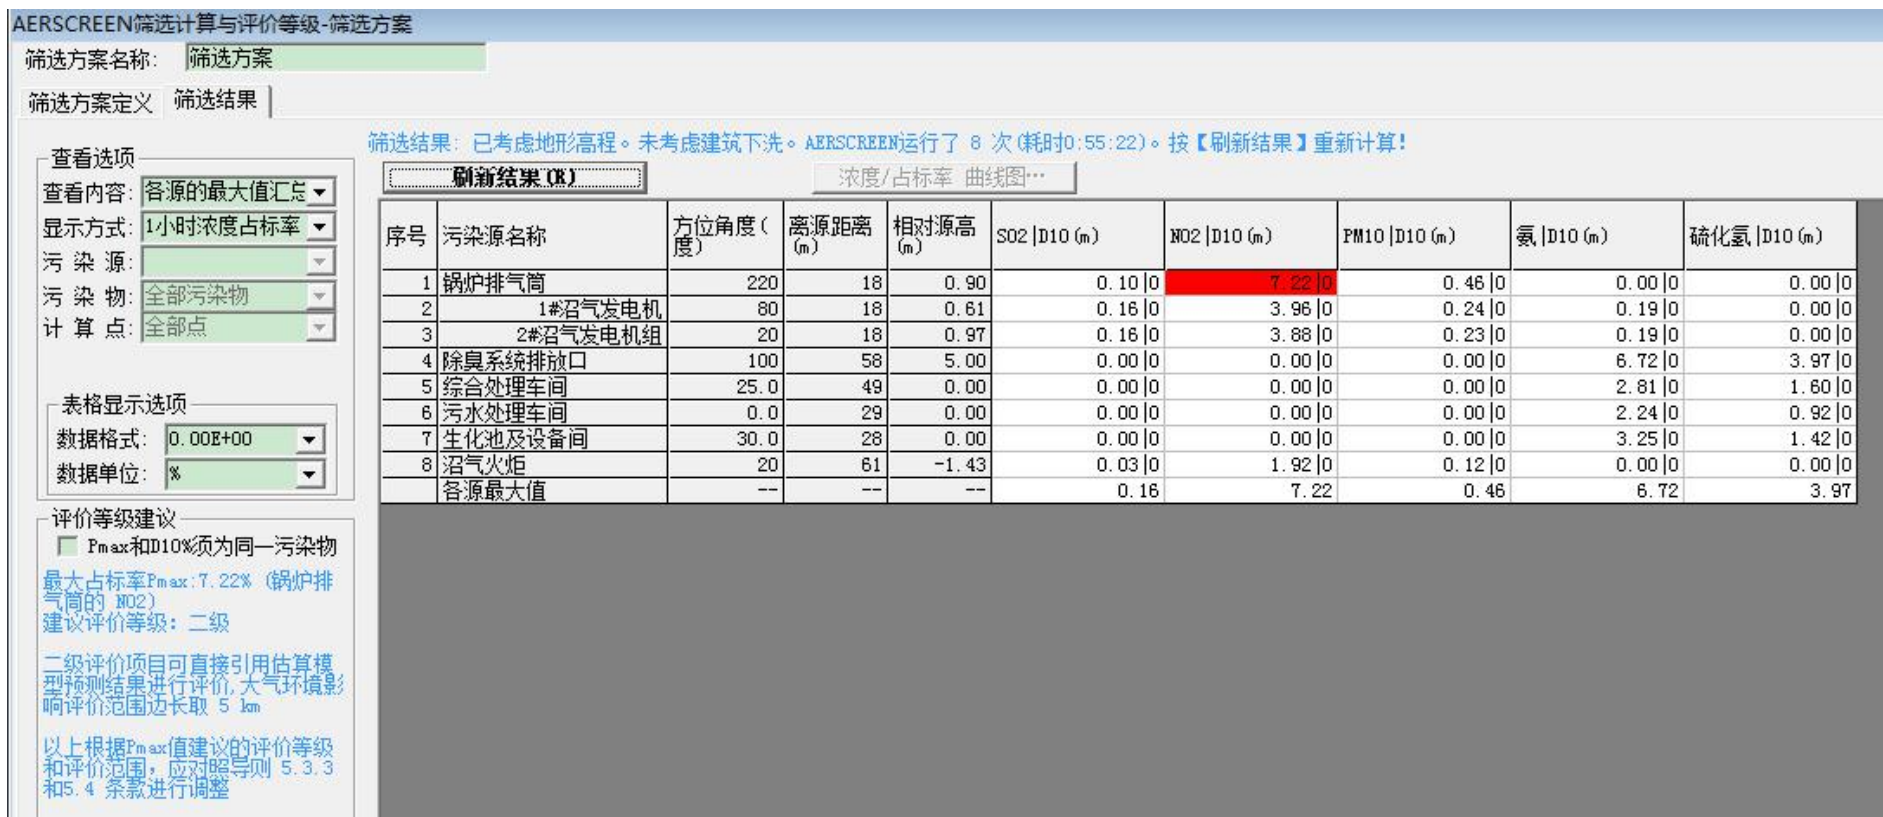 AERSCREEN筛选计算与评价等级-筛选方案
筛选方案名称: 筛选方案
筛选方案定义 筛选结果
筛选结果: 已考虑地形高程。未考虑建筑下洗。AERSCREEN运行了 8 次(耗时0:55:22)。按【刷新结果】重新计算!
刷新结果(R) 浓度/占标率 曲线图…
查看选项
查看内容: 各源的最大值汇总
显示方式: 1小时浓度占标率
污 染 源:
污 染 物: 全部污染物
计 算 点: 全部点
表格显示选项
数据格式: 0.00E+00
数据单位: %
评价等级建议
Pmax和D10%须为同一污染物
最大占标率Pmax:7.22% (锅炉排
气筒的 NO2)
建议评价等级: 二级
二级评价项目可直接引用估算模
型预测结果进行评价,大气环境影
响评价范围边长取 5 km
以上根据Pmax值建议的评价等级
和评价范围，应对照导则 5.3.3
和5.4 条款进行调整
序号 污染源名称 方位角度(度) 离源距离(m) 相对源高(m) SO2|D10(m) NO2|D10(m) PM10|D10(m) 氨|D10(m) 硫化氢|D10(m)
1 锅炉排气筒 220 18 0.90 0.10|0 7.22|0 0.46|0 0.00|0 0.00|0
2 1#沼气发电机 80 18 0.61 0.16|0 3.96|0 0.24|0 0.19|0 0.00|0
3 2#沼气发电机组 20 18 0.97 0.16|0 3.88|0 0.23|0 0.19|0 0.00|0
4 除臭系统排放口 100 58 5.00 0.00|0 0.00|0 0.00|0 6.72|0 3.97|0
5 综合处理车间 25.0 49 0.00 0.00|0 0.00|0 0.00|0 2.81|0 1.60|0
6 污水处理车间 0.0 29 0.00 0.00|0 0.00|0 0.00|0 2.24|0 0.92|0
7 生化池及设备间 30.0 28 0.00 0.00|0 0.00|0 0.00|0 3.25|0 1.42|0
8 沼气火炬 20 61 -1.43 0.03|0 1.92|0 0.12|0 0.00|0 0.00|0
各源最大值 -- -- -- 0.16 7.22 0.46 6.72 3.97